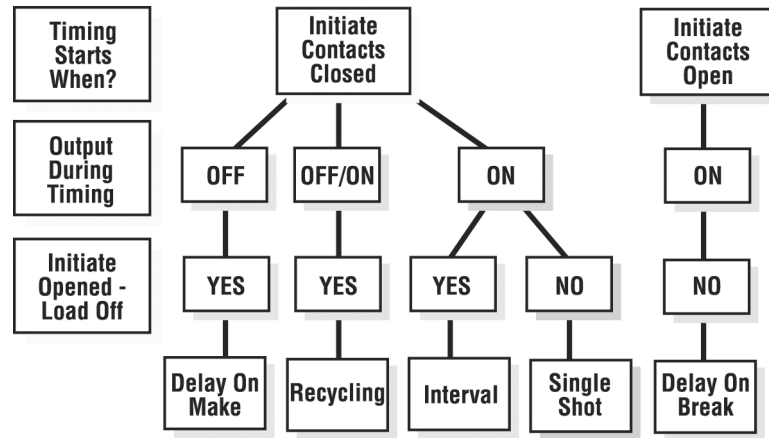 Timing
Starts
When?
Initiate
Contacts
Closed
Initiate
Contacts
Open
Output
During
Timing
OFF
OFF/ON
ON
ON
Initiate
Opened -
Load Off
YES
YES
YES
NO
NO
Delay On
Make
Recycling
Interval
Single
Shot
Delay On
Break